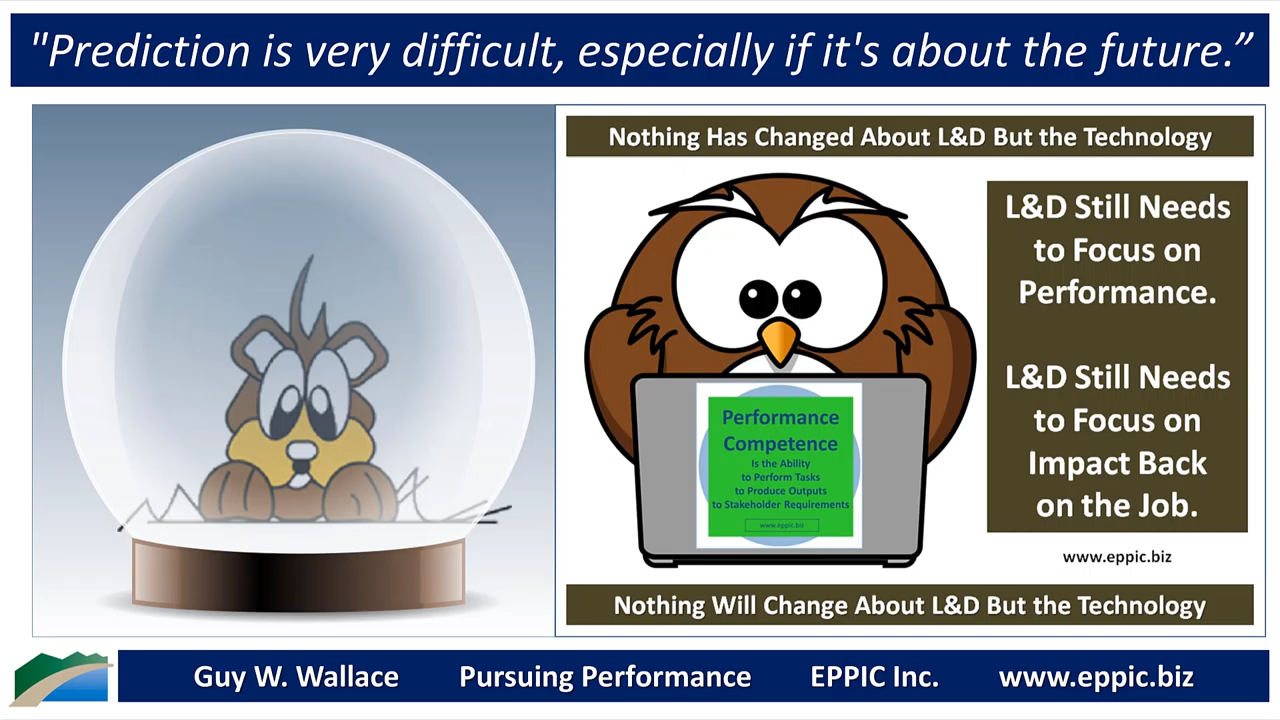 "Prediction is very difficult, especially if it's about the future.”
Nothing Has Changed About L&D But the Technology
L&D Still Needs
to Focus on
Performance.
L&D Still Needs
to Focus on
Impact Back
on the Job.
Performance
Competence
Is the Ability
to Perform Tasks
to Produce Outputs
to Stakeholder Requirements
www.eppic.biz
www.eppic.biz
Nothing Will Change About L&D But the Technology
Guy W. Wallace Pursuing Performance EPPIC Inc. www.eppic.biz